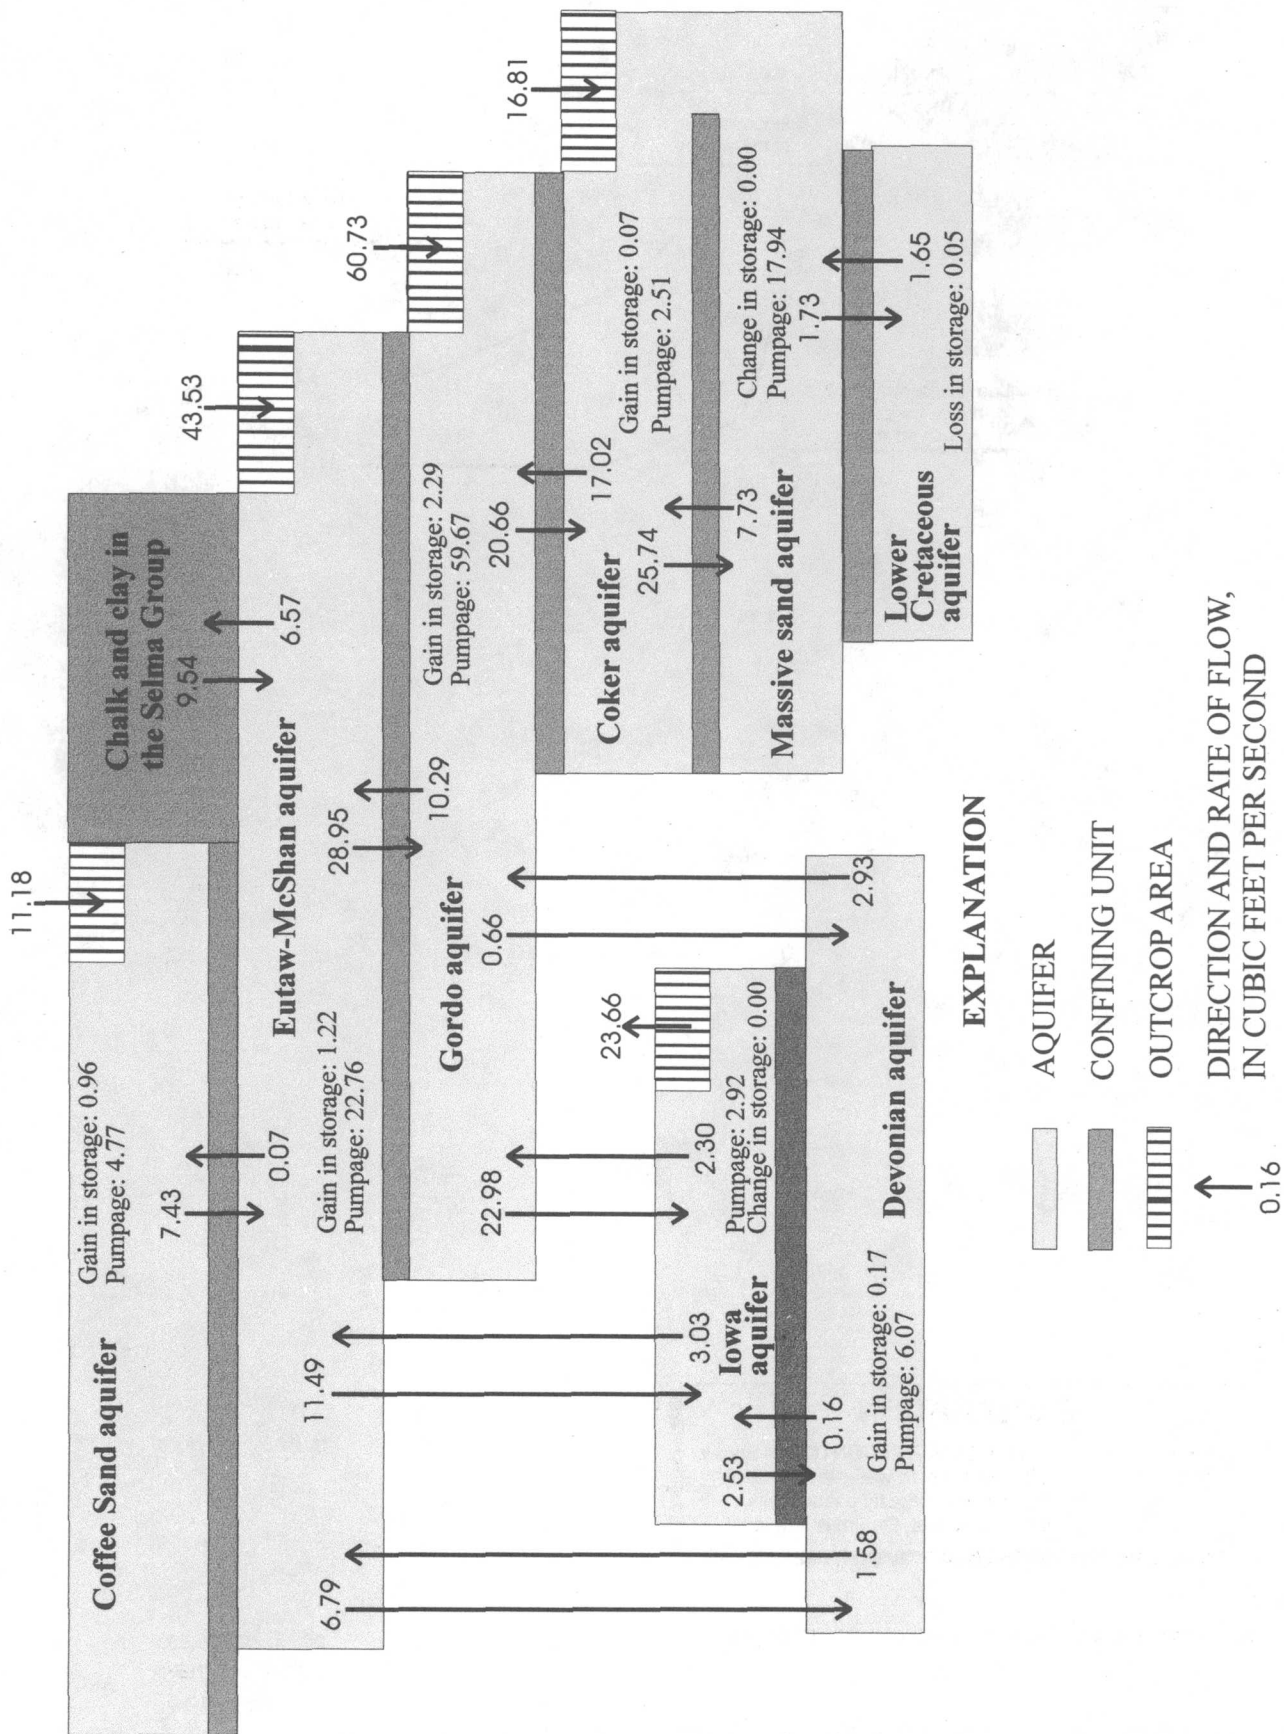 11.18
Gain in storage: 0.96
Pumpage: 4.77
Coffee Sand aquifer
7.43
0.07
Chalk and clay in
the Selma Group
9.54
6.57
43.53
Eutaw-McShan aquifer
Gain in storage: 1.22
Pumpage: 22.76
11.49
6.79
28.95
10.29
60.73
Gordo aquifer
Gain in storage: 2.29
Pumpage: 59.67
22.98
0.66
20.66
17.02
16.81
Coker aquifer
Gain in storage: 0.07
Pumpage: 2.51
25.74
7.73
Massive sand aquifer
Change in storage: 0.00
Pumpage: 17.94
1.73
1.65
Lower
Cretaceous
aquifer
Loss in storage: 0.05
23.66
2.30
3.03
Iowa
aquifer
Pumpage: 2.92
Change in storage: 0.00
2.53
0.16
2.93
1.58
Gain in storage: 0.17
Pumpage: 6.07
Devonian aquifer
EXPLANATION
AQUIFER
CONFINING UNIT
OUTCROP AREA
0.16
DIRECTION AND RATE OF FLOW,
IN CUBIC FEET PER SECOND